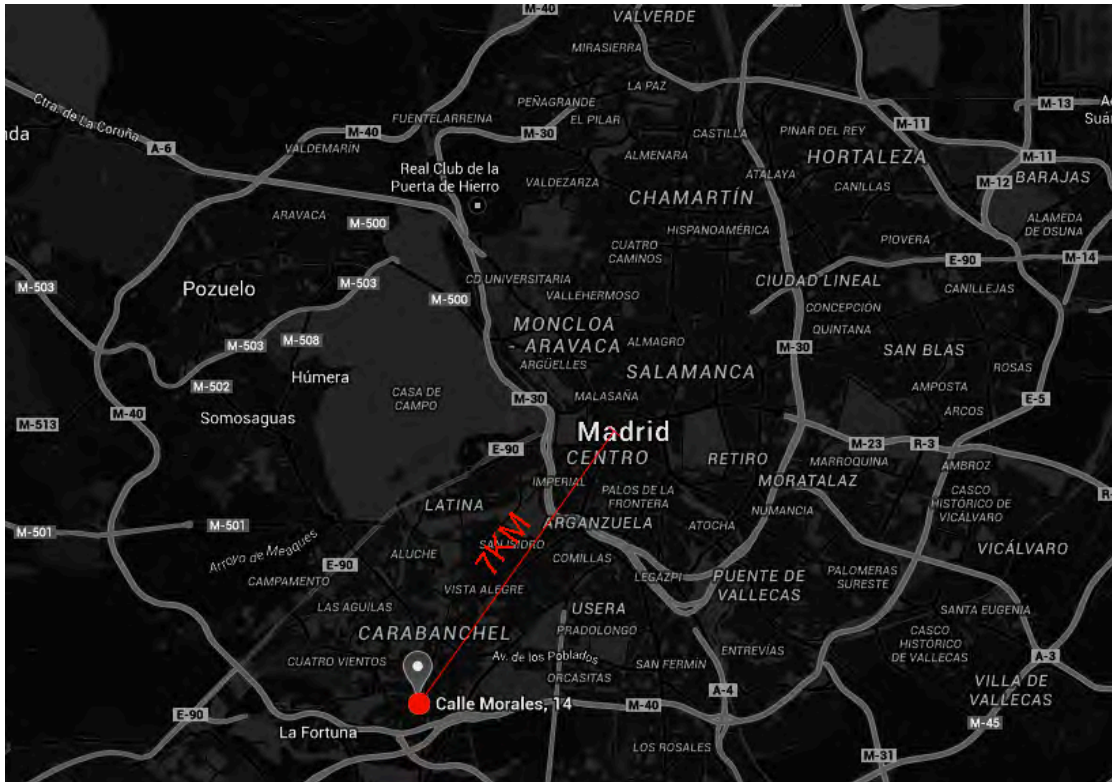 M-40
VALVERDE
MIRASIERRA
LA PAZ
Ctra. de La Coruña
PEÑAGRANDE
M-13
nda
FUENTELARREINA
EL PILAR
M-11
M-40
M-30
CASTILLA
PINAR DEL REY
A-6
VALDEMARÍN
ALMENARA
HORTALEZA
M-11
Real Club de la
Puerta de Hierro
VALDEZARZA
ATALAYA
CANILLAS
M-12
BARAJAS
CHAMARTÍN
ARAVACA
M-500
HISPANOAMÉRICA
ALAMEDA
DE OSUNA
CUATRO
CAMINOS
PIOVERA
E-90
M-14
M-503
M-503
CD UNIVERSITARIA
CIUDAD LINEAL
CANILLEJAS
Pozuelo
M-500
VALLEHERMOSO
CONCEPCIÓN
MONCLOA
- ARAVACA
QUINTANA
M-503
M-508
ALMAGRO
M-30
SAN BLAS
ARGÜELLES
SALAMANCA
ROSAS
Húmera
M-502
CASA DE
CAMPO
MALASAÑA
AMPOSTA
M-30
E-5
M-40
Somosaguas
ARCOS
M-513
Madrid
E-90
CENTRO
RETIRO
M-23
R-3
MARROQUINA
AMBROZ
IMPERIAL
MORATALAZ
LATINA
PALOS DE LA
FRONTERA
CASCO
HISTÓRICO DE
VICÁLVARO
NUMANCIA
M-501
M-501
ARGANZUELA
ATOCHA
7KM
Arroyo de Meaques
SAN ISIDRO
VICÁLVARO
ALUCHE
COMILLAS
E-90
CAMPAMENTO
LEGAZPI
PUENTE DE
VALLECAS
PALOMERAS
SURESTE
VISTA ALEGRE
LAS AGUILAS
USERA
SANTA EUGENIA
CARABANCHEL
PRADOLONGO
CASCO
HISTÓRICO
DE VALLECAS
CUATRO VIENTOS
Av. de los Poblados
ENTREVÍAS
SAN FERMÍN
A-3
ORCASITAS
VILLA DE
VALLECAS
A-4
Calle Morales, 14
M-40
E-90
La Fortuna
M-45
LOS ROSALES
M-31